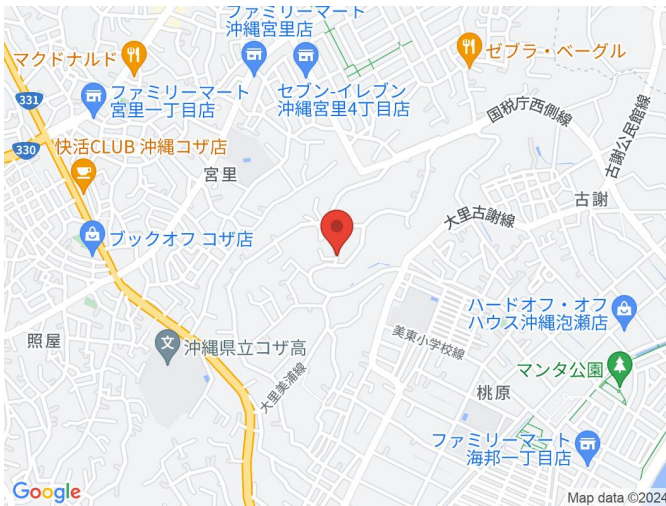 ファミリーマート
沖縄宮里店
マクドナルド
ゼブラ・ベーグル
331
ファミリーマート
宮里一丁目店
セブン-イレブン
沖縄宮里4丁目店
国税庁西側線
古謝公民館線
330
快活CLUB 沖縄コザ店
宮里
古謝
大里古謝線
ブックオフ コザ店
ハードオフ・オフ
ハウス沖縄泡瀬店
照屋
沖縄県立コザ高
美東小学校線
マンタ公園
大里美浦線
桃原
ファミリーマート
海邦一丁目店
Google
Map data ©2024